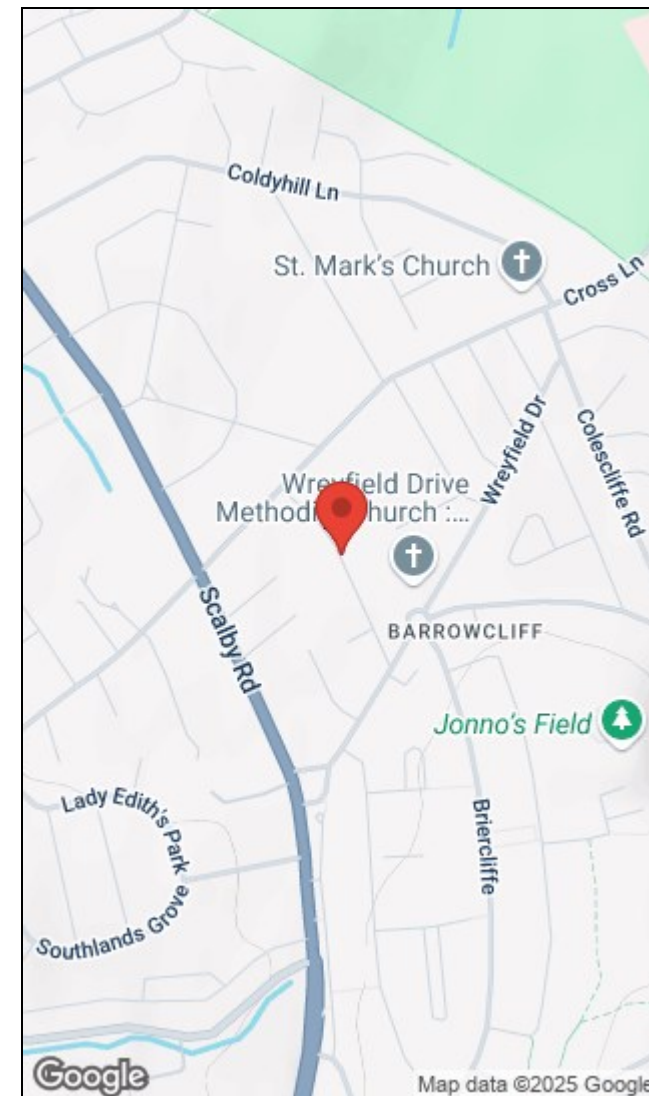 Coldyhill Ln
St. Mark's Church
Cross Ln
Wreyfield Dr
Colescliffe Rd
Wreyfield Drive
Methodi Church :...
BARROWCLIFF
Scalby Rd
Jonno's Field
Lady Edith's Park
Briercliffe
Southlands Grove
Google
Map data ©2025 Google